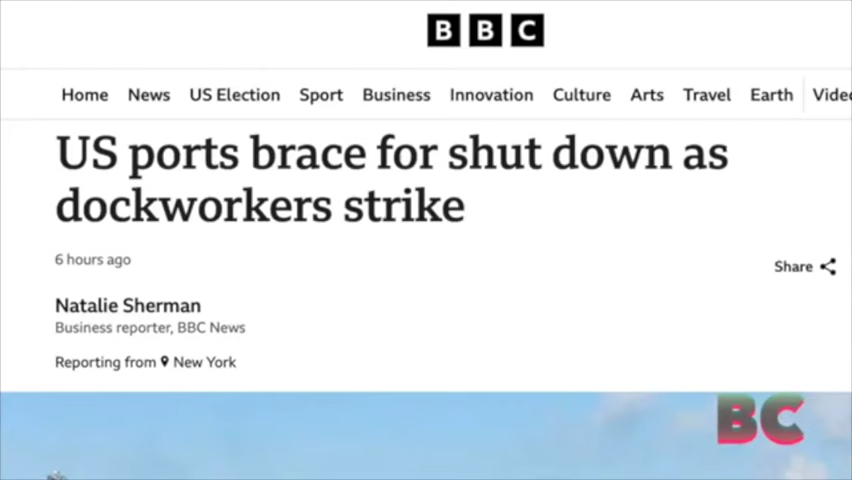 BBC
Home News US Election Sport Business Innovation Culture Arts Travel Earth
US ports brace for shut down as
dockworkers strike
6 hours ago
Share
Natalie Sherman
Business reporter, BBC News
Reporting from New York
BC